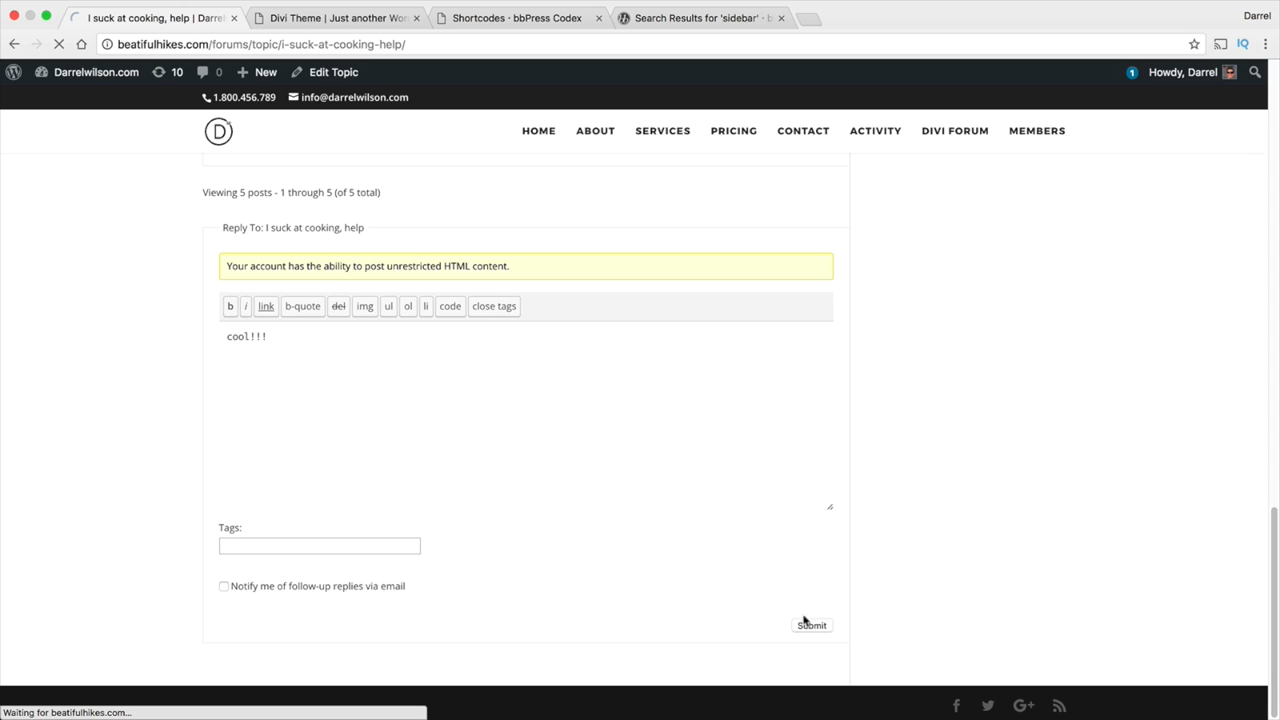 I suck at cooking, help | Darrel
Divi Theme | Just another Wor
Shortcodes · bbPress Codex
Search Results for 'sidebar' · b
Darrel
beatifulhikes.com/forums/topic/i-suck-at-cooking-help/
Darrelwilson.com 10 0 New Edit Topic 1 Howdy, Darrel
1.800.456.789 info@darrelwilson.com
D HOME ABOUT SERVICES PRICING CONTACT ACTIVITY DIVI FORUM MEMBERS
Viewing 5 posts - 1 through 5 (of 5 total)
Reply To: I suck at cooking, help
Your account has the ability to post unrestricted HTML content.
b i link b-quote del img ul ol li code close tags
cool!!!
Tags:
Notify me of follow-up replies via email
Submit
Waiting for beatifulhikes.com...